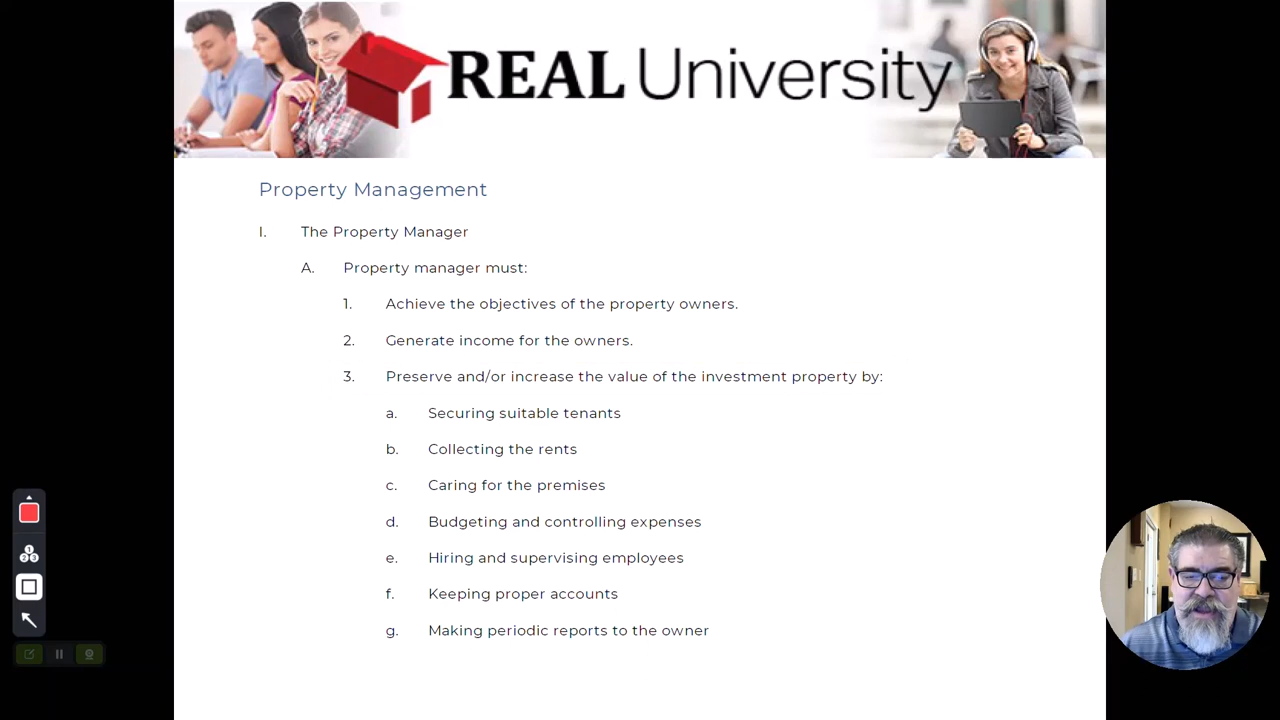 REAL University
Property Management
I. The Property Manager
A. Property manager must:
1. Achieve the objectives of the property owners.
2. Generate income for the owners.
3. Preserve and/or increase the value of the investment property by:
a. Securing suitable tenants
b. Collecting the rents
c. Caring for the premises
d. Budgeting and controlling expenses
e. Hiring and supervising employees
f. Keeping proper accounts
g. Making periodic reports to the owner